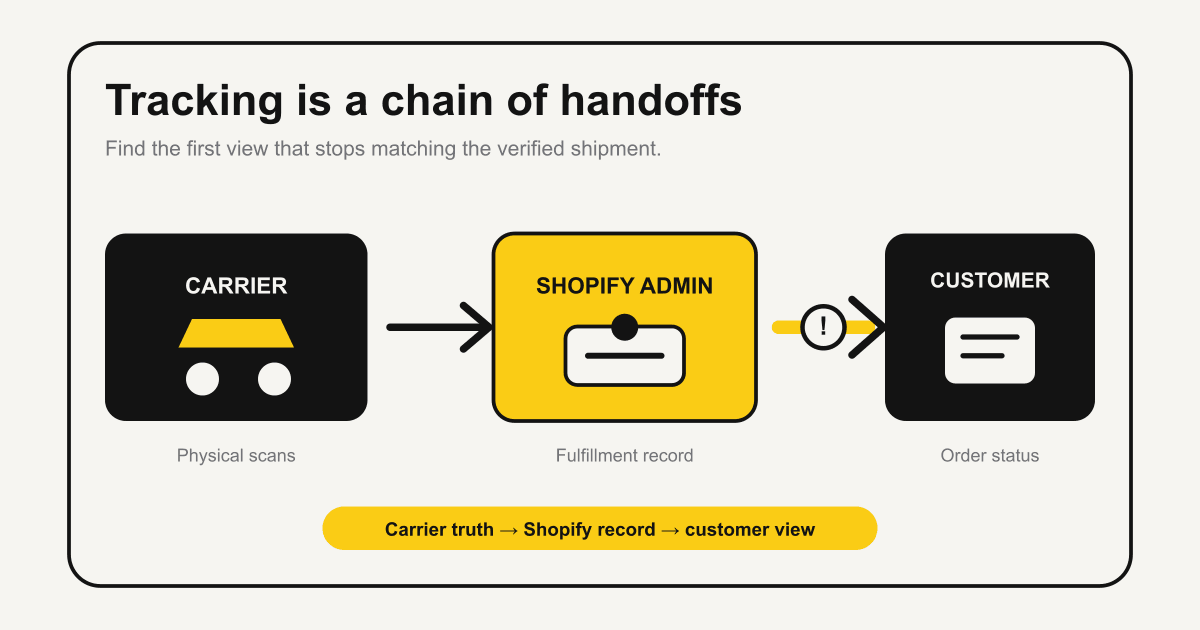 Tracking is a chain of handoffs
Find the first view that stops matching the verified shipment.
CARRIER
SHOPIFY ADMIN
!
CUSTOMER
Physical scans
Fulfillment record
Order status
Carrier truth → Shopify record → customer view